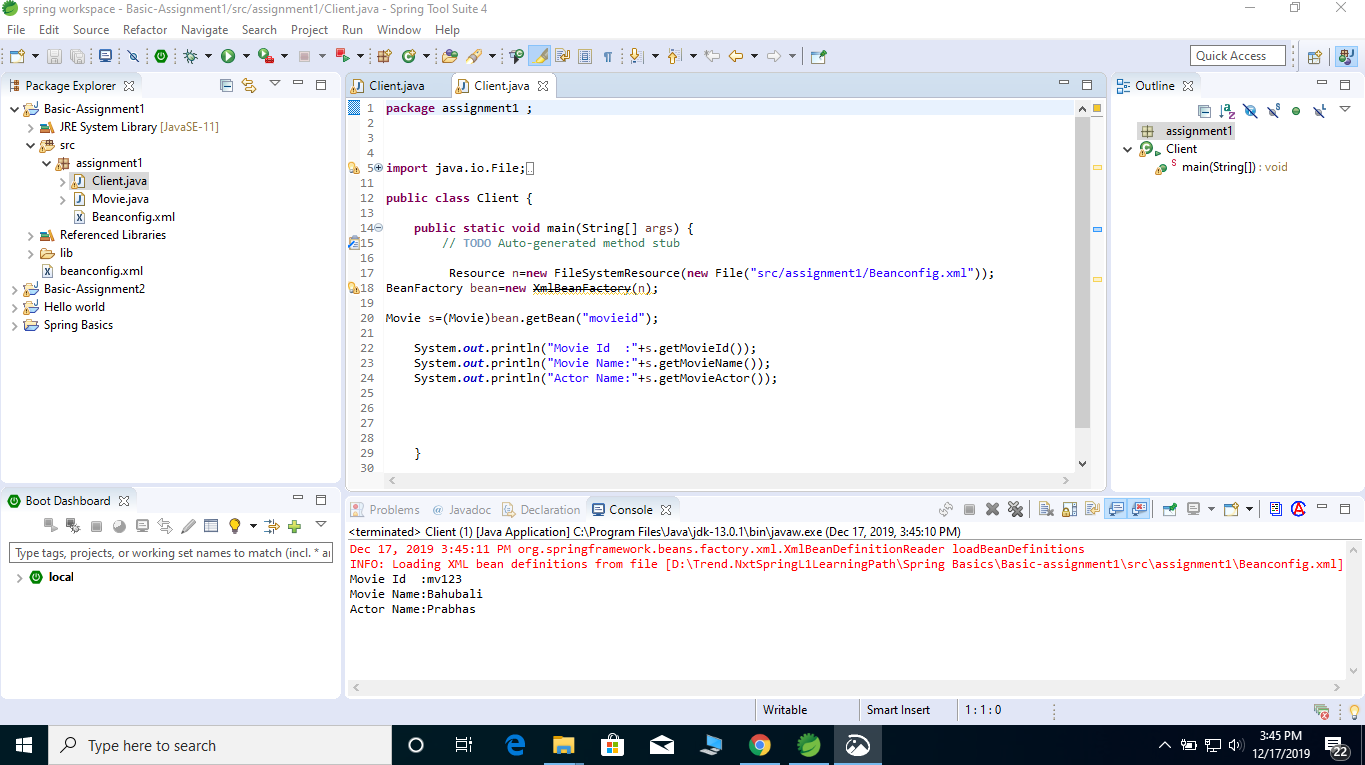 spring workspace - Basic-Assignment1/src/assignment1/Client.java - Spring Tool Suite 4
File Edit Source Refactor Navigate Search Project Run Window Help
Quick Access
Package Explorer
Basic-Assignment1
JRE System Library [JavaSE-11]
src
assignment1
Client.java
Movie.java
Beanconfig.xml
Referenced Libraries
lib
beanconfig.xml
Basic-Assignment2
Hello world
Spring Basics
Client.java
Client.java
1 package assignment1 ;
2
3
4
5 import java.io.File;
11
12 public class Client {
13
14 public static void main(String[] args) {
15 // TODO Auto-generated method stub
16
17 Resource n=new FileSystemResource(new File("src/assignment1/Beanconfig.xml"));
18 BeanFactory bean=new XmlBeanFactory(n);
19
20 Movie s=(Movie)bean.getBean("movieid");
21
22 System.out.println("Movie Id  :"+s.getMovieId());
23 System.out.println("Movie Name:"+s.getMovieName());
24 System.out.println("Actor Name:"+s.getMovieActor());
25
26
27
28
29 }
30
Outline
assignment1
Client
main(String[]) : void
Boot Dashboard
Type tags, projects, or working set names to match (incl. * a
local
Problems @ Javadoc Declaration Console
<terminated> Client (1) [Java Application] C:\Program Files\Java\jdk-13.0.1\bin\javaw.exe (Dec 17, 2019, 3:45:10 PM)
Dec 17, 2019 3:45:11 PM org.springframework.beans.factory.xml.XmlBeanDefinitionReader loadBeanDefinitions
INFO: Loading XML bean definitions from file [D:\Trend.NxtSpringL1LearningPath\Spring Basics\Basic-assignment1\src\assignment1\Beanconfig.xml]
Movie Id  :mv123
Movie Name:Bahubali
Actor Name:Prabhas
Writable Smart Insert 1 : 1 : 0
Type here to search
3:45 PM
12/17/2019
22